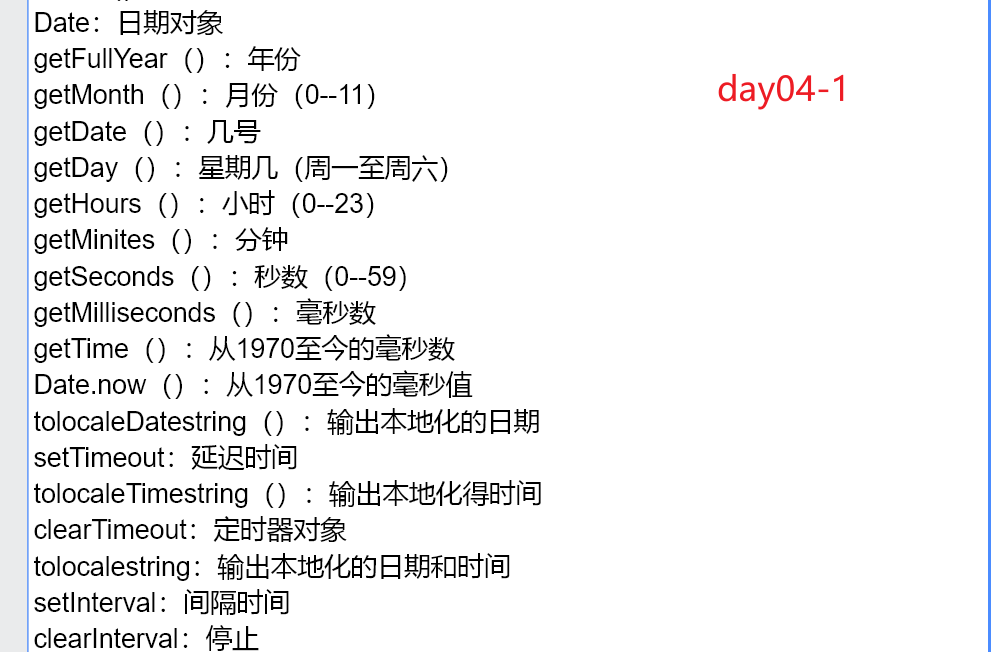 Date：日期对象
getFullYear（）：年份
getMonth（）：月份（0--11）
day04-1
getDate（）：几号
getDay（）：星期几（周一至周六）
getHours（）：小时（0--23）
getMinites（）：分钟
getSeconds（）：秒数（0--59）
getMilliseconds（）：毫秒数
getTime（）：从1970至今的毫秒数
Date.now（）：从1970至今的毫秒值
tolocaleDatestring（）：输出本地化的日期
setTimeout：延迟时间
tolocaleTimestring（）：输出本地化得时间
clearTimeout：定时器对象
tolocalestring：输出本地化的日期和时间
setInterval：间隔时间
clearInterval：停止